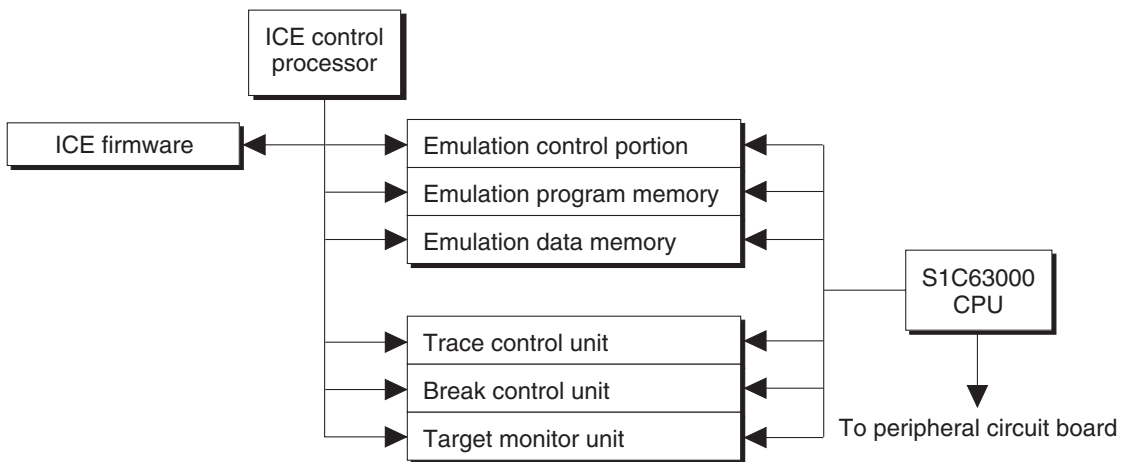 ICE control
processor
ICE firmware
Emulation control portion
Emulation program memory
Emulation data memory
S1C63000
CPU
Trace control unit
Break control unit
Target monitor unit
To peripheral circuit board